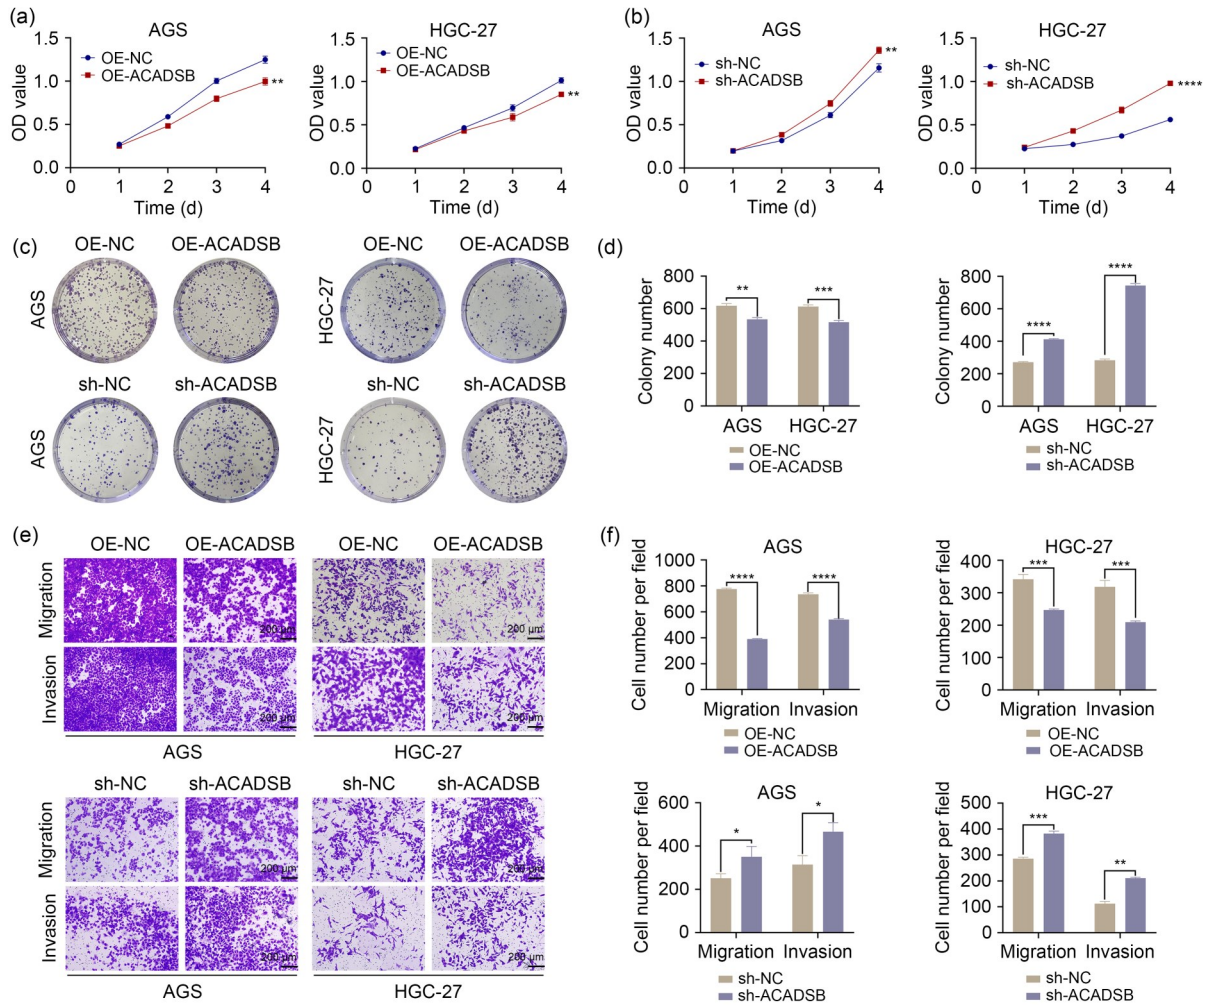 (a)
AGS
OD value
1.5
1.0
0.5
0.0
OE-NC
OE-ACADSB
**
0 1 2 3 4
Time (d)
HGC-27
OD value
1.5
1.0
0.5
0.0
OE-NC
OE-ACADSB
**
0 1 2 3 4
Time (d)
(b)
AGS
OD value
1.5
1.0
0.5
0.0
sh-NC
sh-ACADSB
**
0 1 2 3 4
Time (d)
HGC-27
OD value
1.5
1.0
0.5
0.0
sh-NC
sh-ACADSB
****
0 1 2 3 4
Time (d)
(c)
OE-NC OE-ACADSB
AGS
OE-NC OE-ACADSB
HGC-27
sh-NC sh-ACADSB
AGS
sh-NC sh-ACADSB
HGC-27
(d)
Colony number
800
600
400
200
0
** ***
AGS HGC-27
OE-NC
OE-ACADSB
Colony number
800
600
400
200
0
**** ****
AGS HGC-27
sh-NC
sh-ACADSB
(e)
OE-NC OE-ACADSB OE-NC OE-ACADSB
Migration
200 μm 200 μm
Invasion
200 μm 200 μm
AGS HGC-27
sh-NC sh-ACADSB sh-NC sh-ACADSB
Migration
200 μm 200 μm
Invasion
200 μm 200 μm
AGS HGC-27
(f)
AGS
Cell number per field
1000
800
600
400
200
0
**** ****
Migration Invasion
OE-NC
OE-ACADSB
HGC-27
Cell number per field
400
300
200
100
0
*** ***
Migration Invasion
OE-NC
OE-ACADSB
AGS
Cell number per field
600
400
200
0
* *
Migration Invasion
sh-NC
sh-ACADSB
HGC-27
Cell number per field
500
400
300
200
100
0
*** **
Migration Invasion
sh-NC
sh-ACADSB